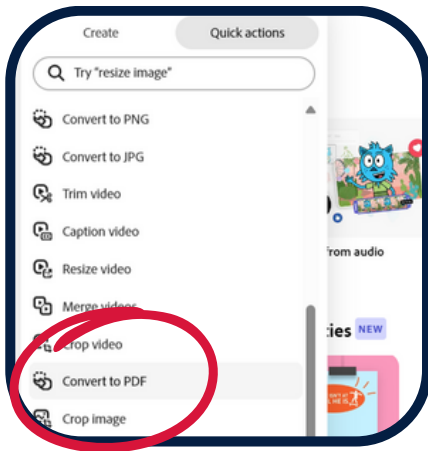 Create
Quick actions
Try "resize image"
Convert to PNG
Convert to JPG
Trim video
Caption video
Resize video
Merge videos
from audio
Crop video
ties NEW
Convert to PDF
Crop image